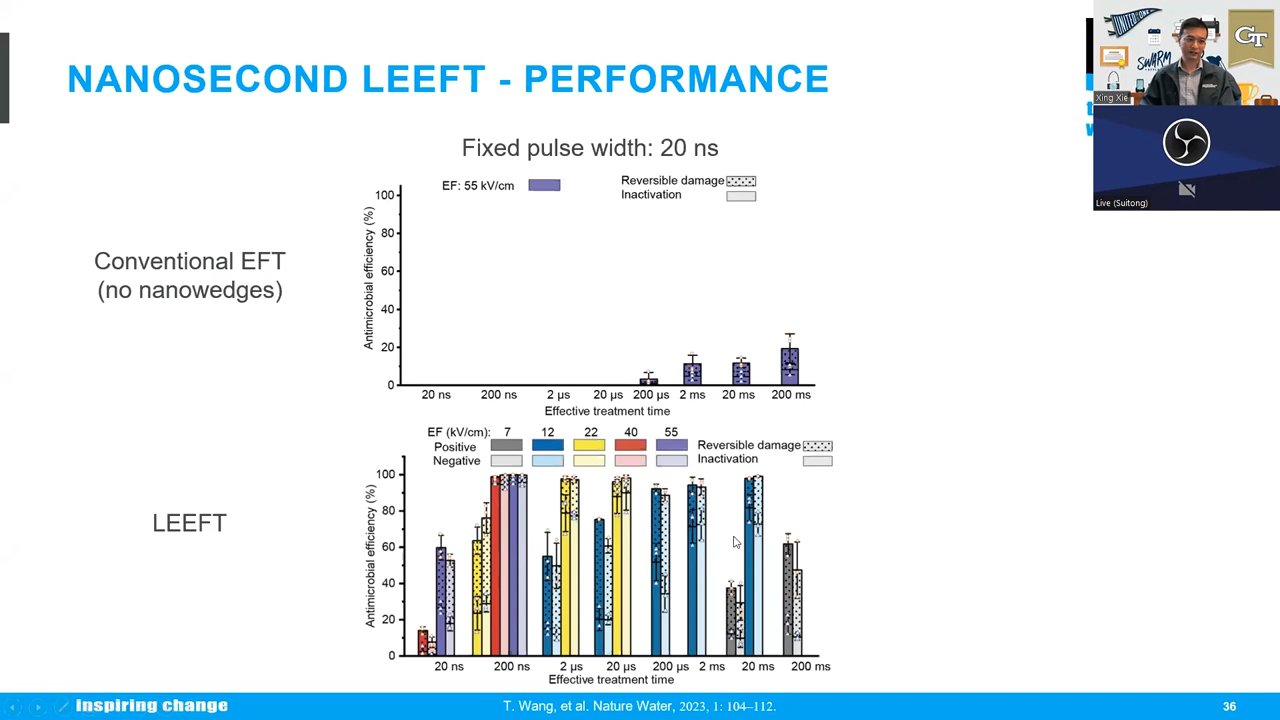 NANOSECOND LEEFT - PERFORMANCE
UNITED
ONE
GT
SWARM
Xing Xie
Live (Suitong)
Fixed pulse width: 20 ns
Conventional EFT
(no nanowedges)
EF: 55 kV/cm
Reversible damage
Inactivation
Antimicrobial efficiency (%)
100
80
60
40
20
0
20 ns 200 ns 2 µs 20 µs 200 µs 2 ms 20 ms 200 ms
Effective treatment time
LEEFT
EF (kV/cm): 7 12 22 40 55
Positive
Negative
Reversible damage
Inactivation
Antimicrobial efficiency (%)
100
80
60
40
20
0
20 ns 200 ns 2 µs 20 µs 200 µs 2 ms 20 ms 200 ms
Effective treatment time
inspiring change
T. Wang, et al. Nature Water, 2023, 1: 104–112.
36